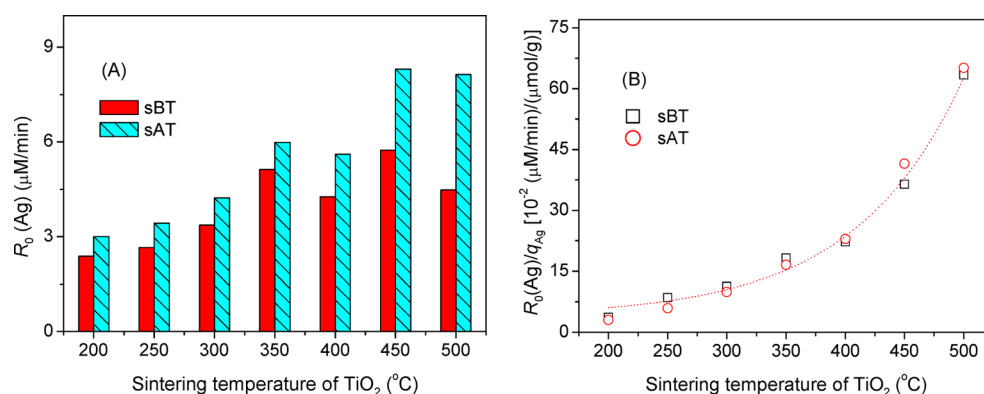 (A)
sBT
sAT
R0 (Ag) (μM/min)
9
6
3
0
200 250 300 350 400 450 500
Sintering temperature of TiO2 (oC)
(B)
sBT
sAT
R0(Ag)/qAg [10-2 (μM/min)/(μmol/g)]
75
60
45
30
15
0
200 250 300 350 400 450 500
Sintering temperature of TiO2 (oC)